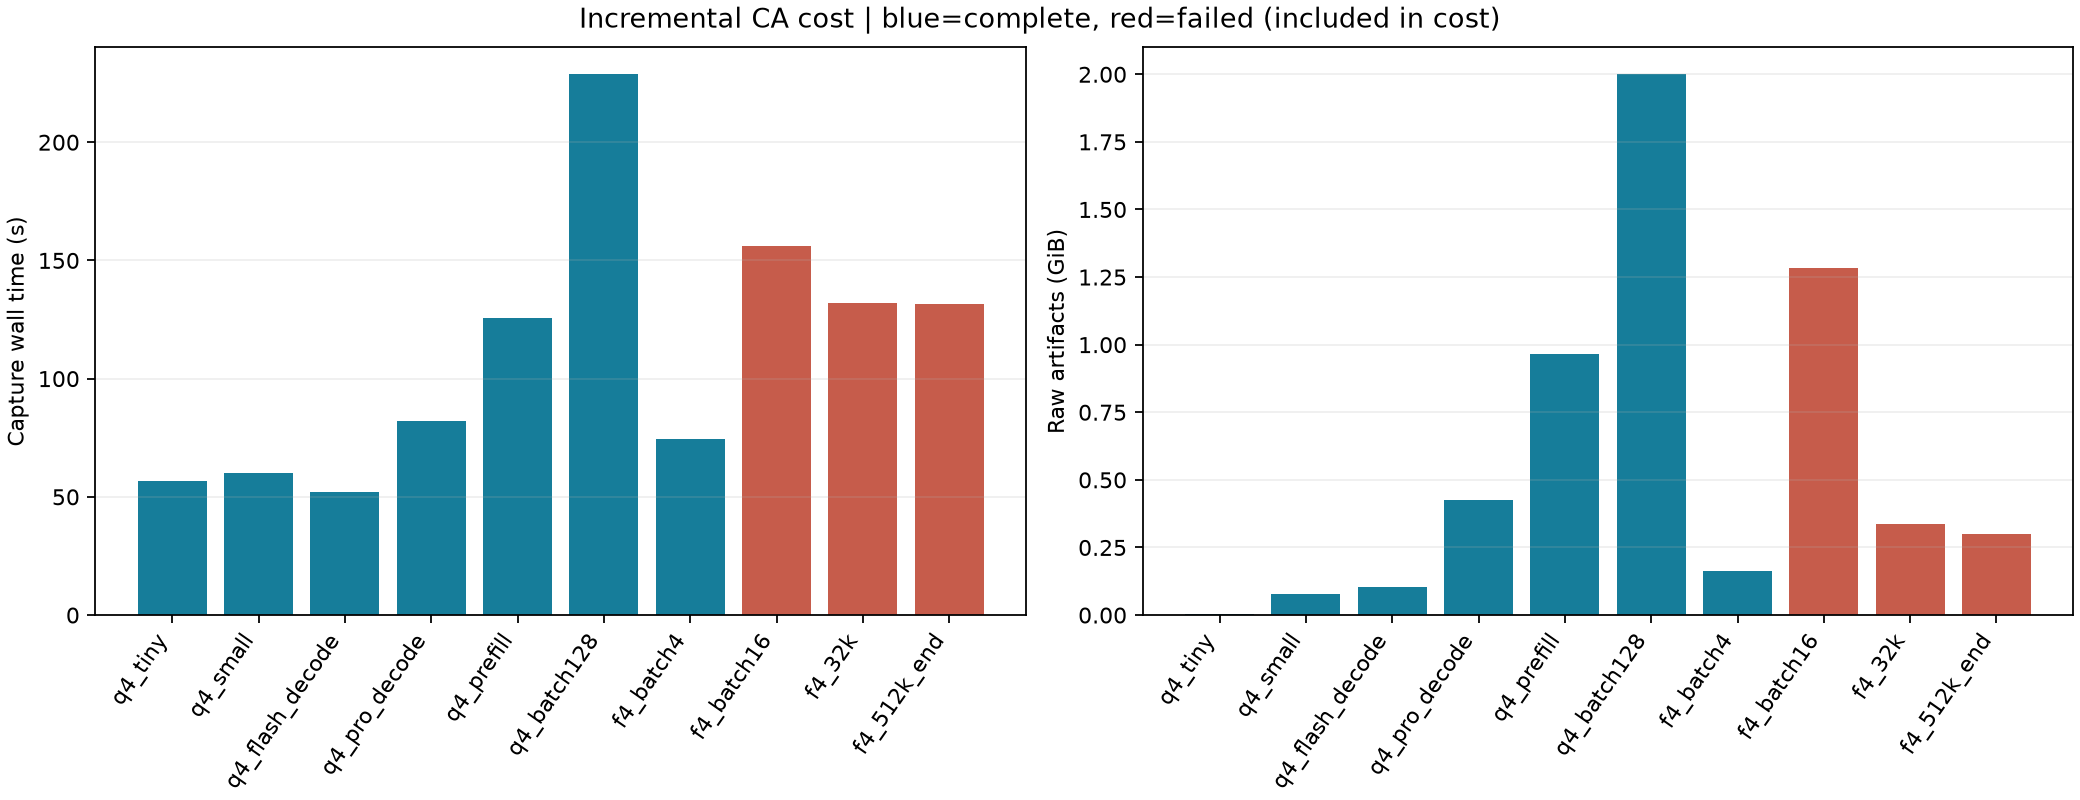 Incremental CA cost | blue=complete, red=failed (included in cost)
Capture wall time (s)
200
150
100
50
0
q4_tiny
q4_small
q4_flash_decode
q4_pro_decode
q4_prefill
q4_batch128
f4_batch4
f4_batch16
f4_32k
f4_512k_end
Raw artifacts (GiB)
2.00
1.75
1.50
1.25
1.00
0.75
0.50
0.25
0.00
q4_tiny
q4_small
q4_flash_decode
q4_pro_decode
q4_prefill
q4_batch128
f4_batch4
f4_batch16
f4_32k
f4_512k_end